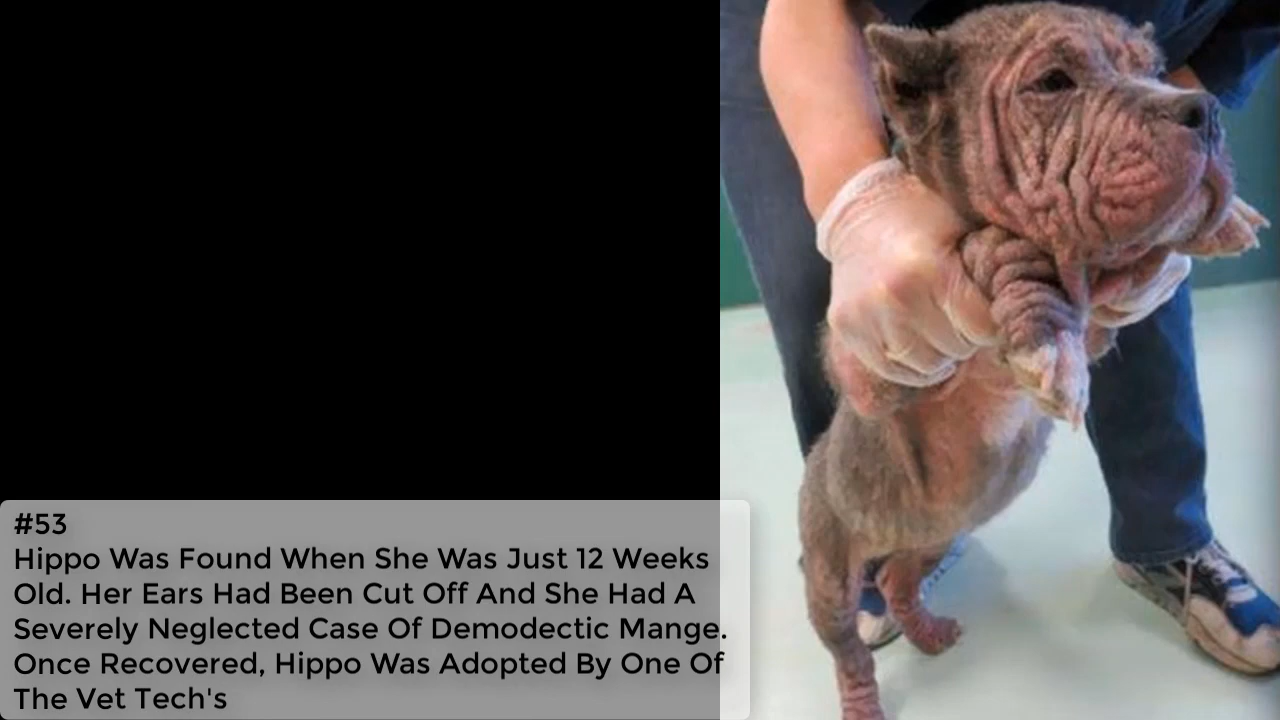 #53
Hippo Was Found When She Was Just 12 Weeks
Old. Her Ears Had Been Cut Off And She Had A
Severely Neglected Case Of Demodectic Mange.
Once Recovered, Hippo Was Adopted By One Of
The Vet Tech's